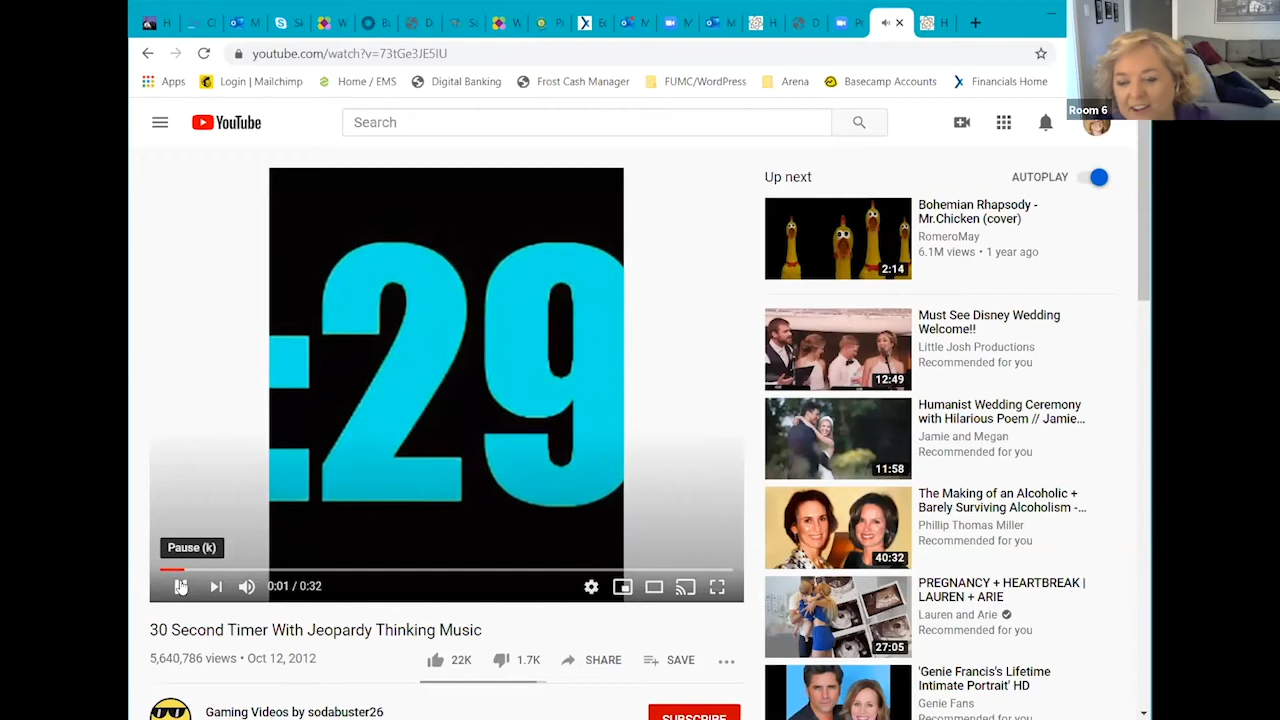 H
M
W
D
W
M
M
H
D
H
youtube.com/watch?v=73tGe3JE5IU
Apps
Login | Mailchimp
Home / EMS
Digital Banking
Frost Cash Manager
FUMC/WordPress
Arena
Basecamp Accounts
Financials Home
Room 6
YouTube
Search
Up next
AUTOPLAY
:29
Pause (k)
0:01 / 0:32
30 Second Timer With Jeopardy Thinking Music
5,640,786 views • Oct 12, 2012
22K
1.7K
SHARE
SAVE
Gaming Videos by sodabuster26
SUBSCRIBE
2:14
Bohemian Rhapsody -
Mr.Chicken (cover)
RomeroMay
6.1M views • 1 year ago
12:49
Must See Disney Wedding
Welcome!!
Little Josh Productions
Recommended for you
11:58
Humanist Wedding Ceremony
with Hilarious Poem // Jamie...
Jamie and Megan
Recommended for you
40:32
The Making of an Alcoholic +
Barely Surviving Alcoholism -...
Phillip Thomas Miller
Recommended for you
27:05
PREGNANCY + HEARTBREAK |
LAUREN + ARIE
Lauren and Arie
Recommended for you
'Genie Francis's Lifetime
Intimate Portrait' HD
Genie Fans
Recommended for you